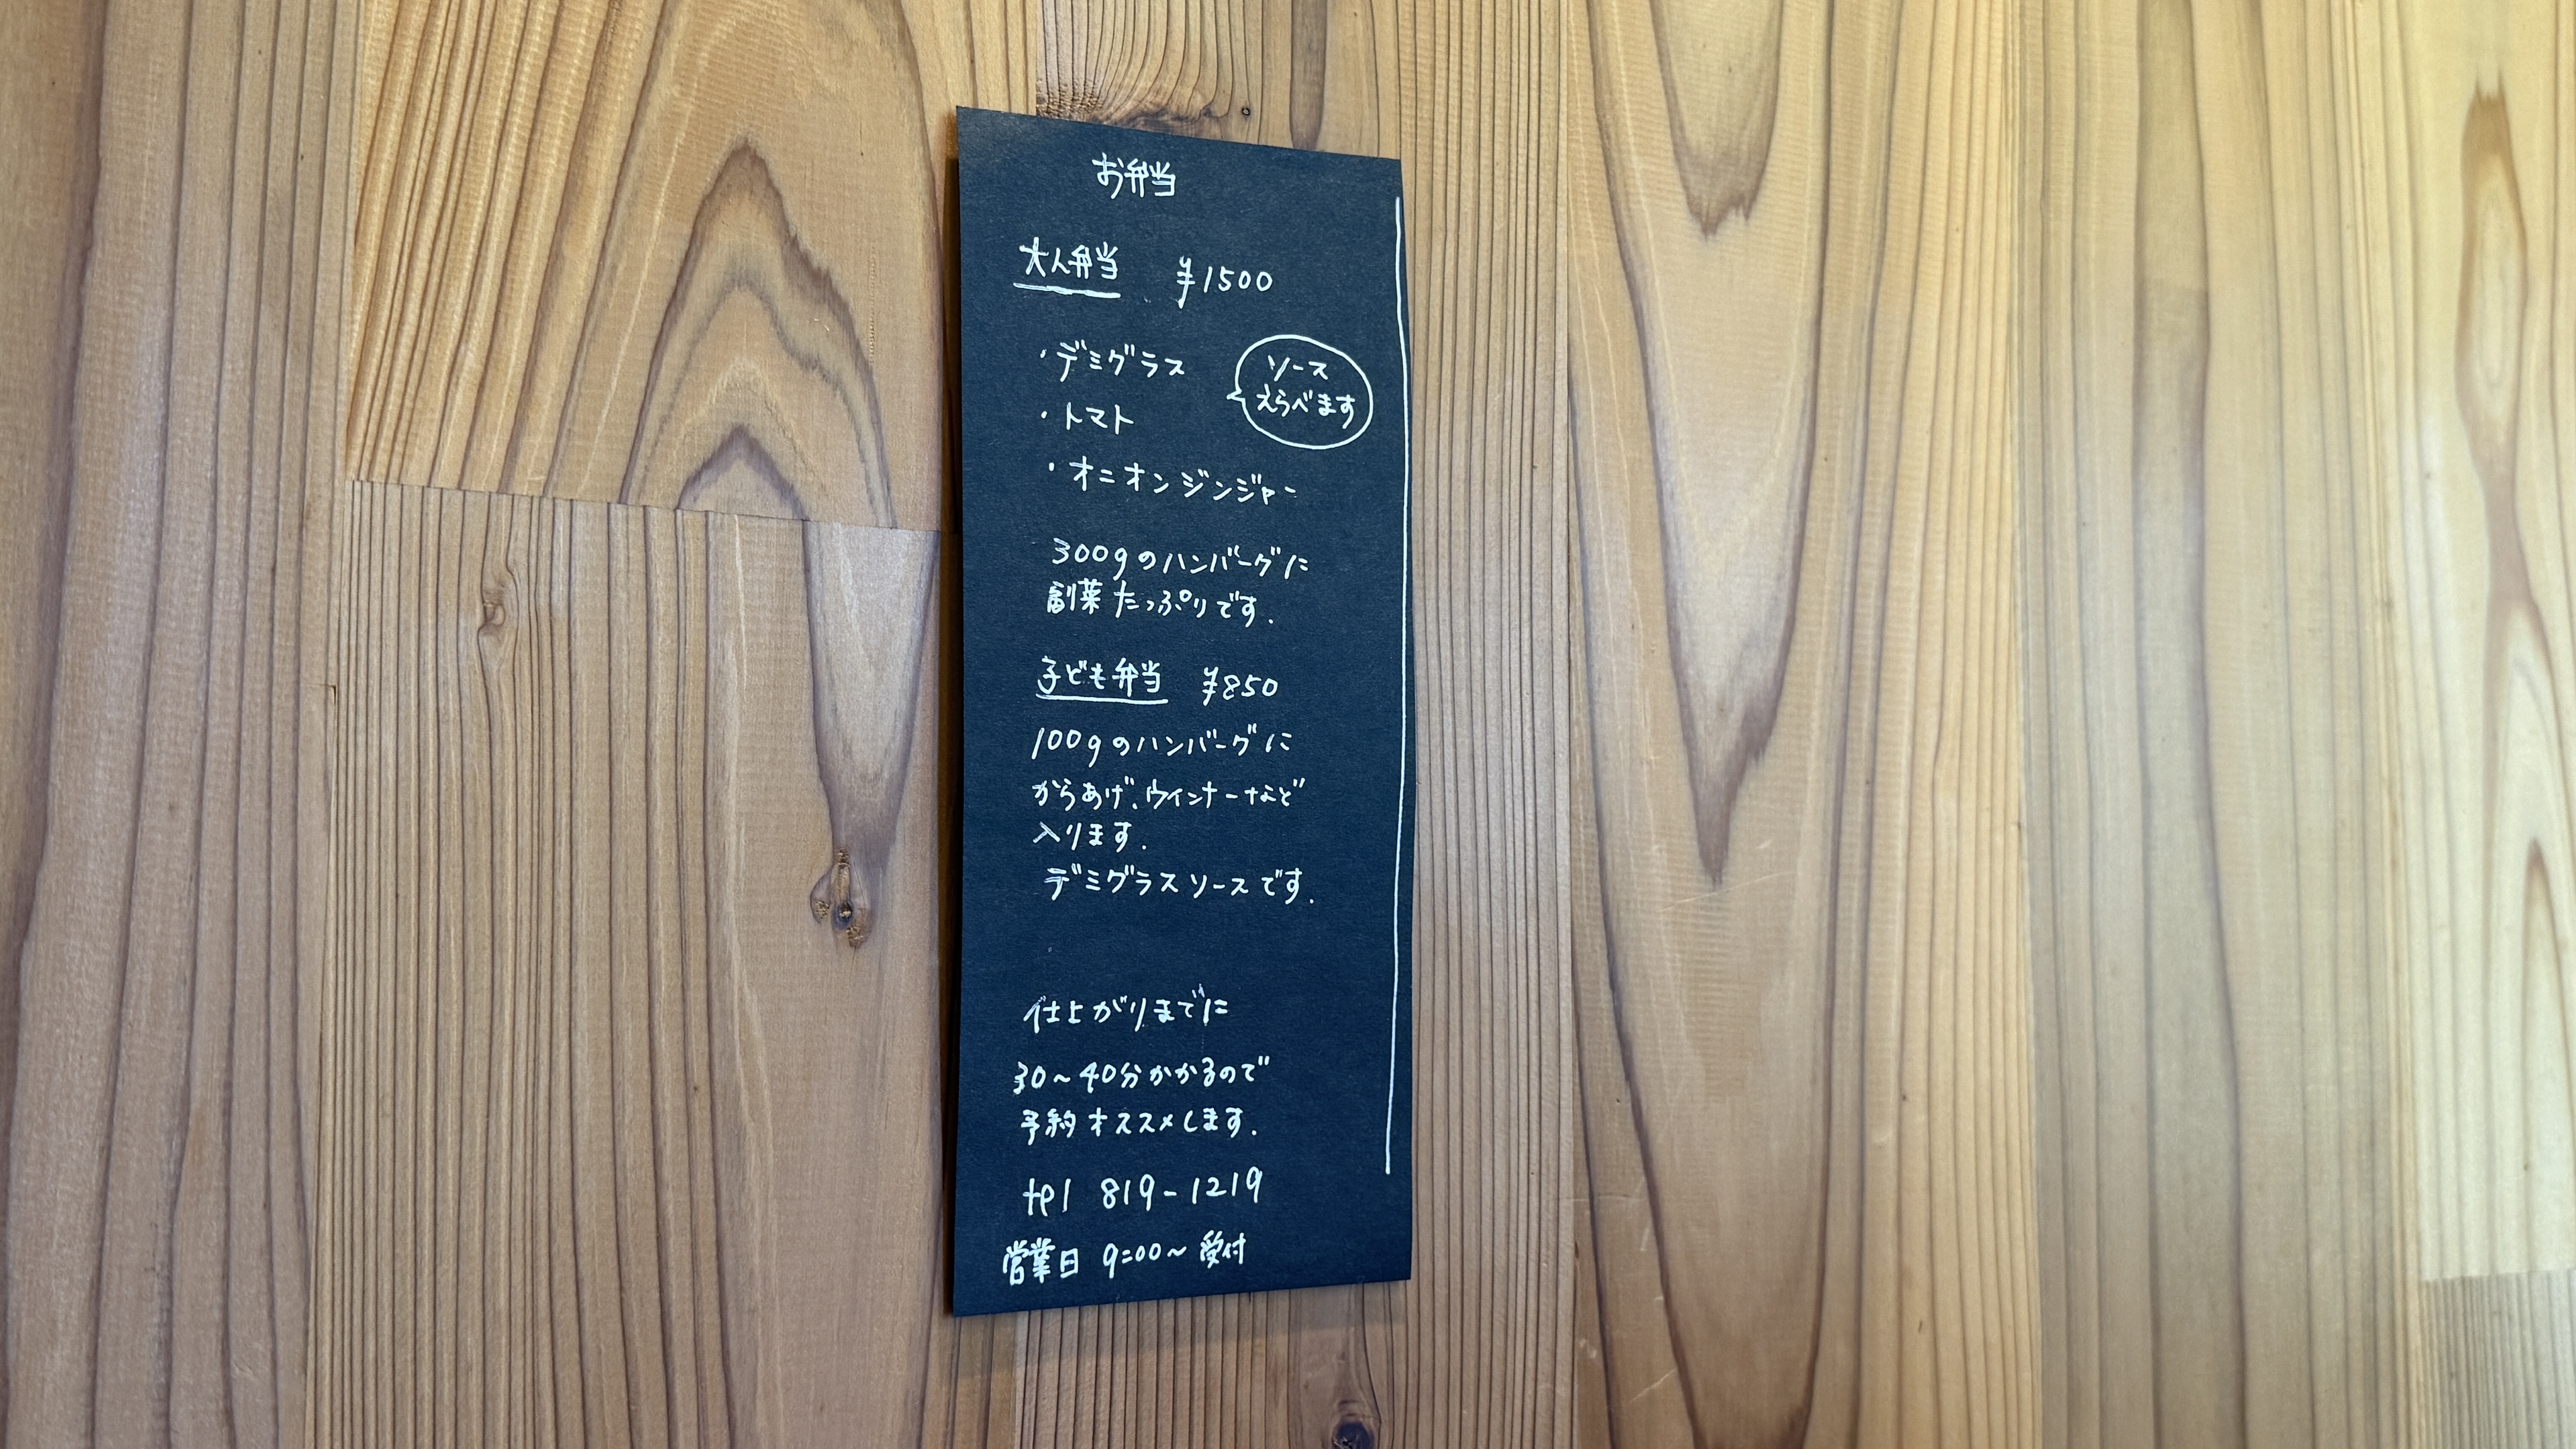 お弁当
大人弁当 ¥1500
・デミグラス
・トマト
・オニオンジンジャー
ソース
えらべます
300gのハンバーグに
副菜たっぷりです.
子ども弁当 ¥850
100gのハンバーグに
からあげ、ウインナーなど
入ります.
デミグラスソースです.
仕上がりまでに
30~40分かかるので
予約オススメします.
tel 819-1219
営業日 9:00~ 受付